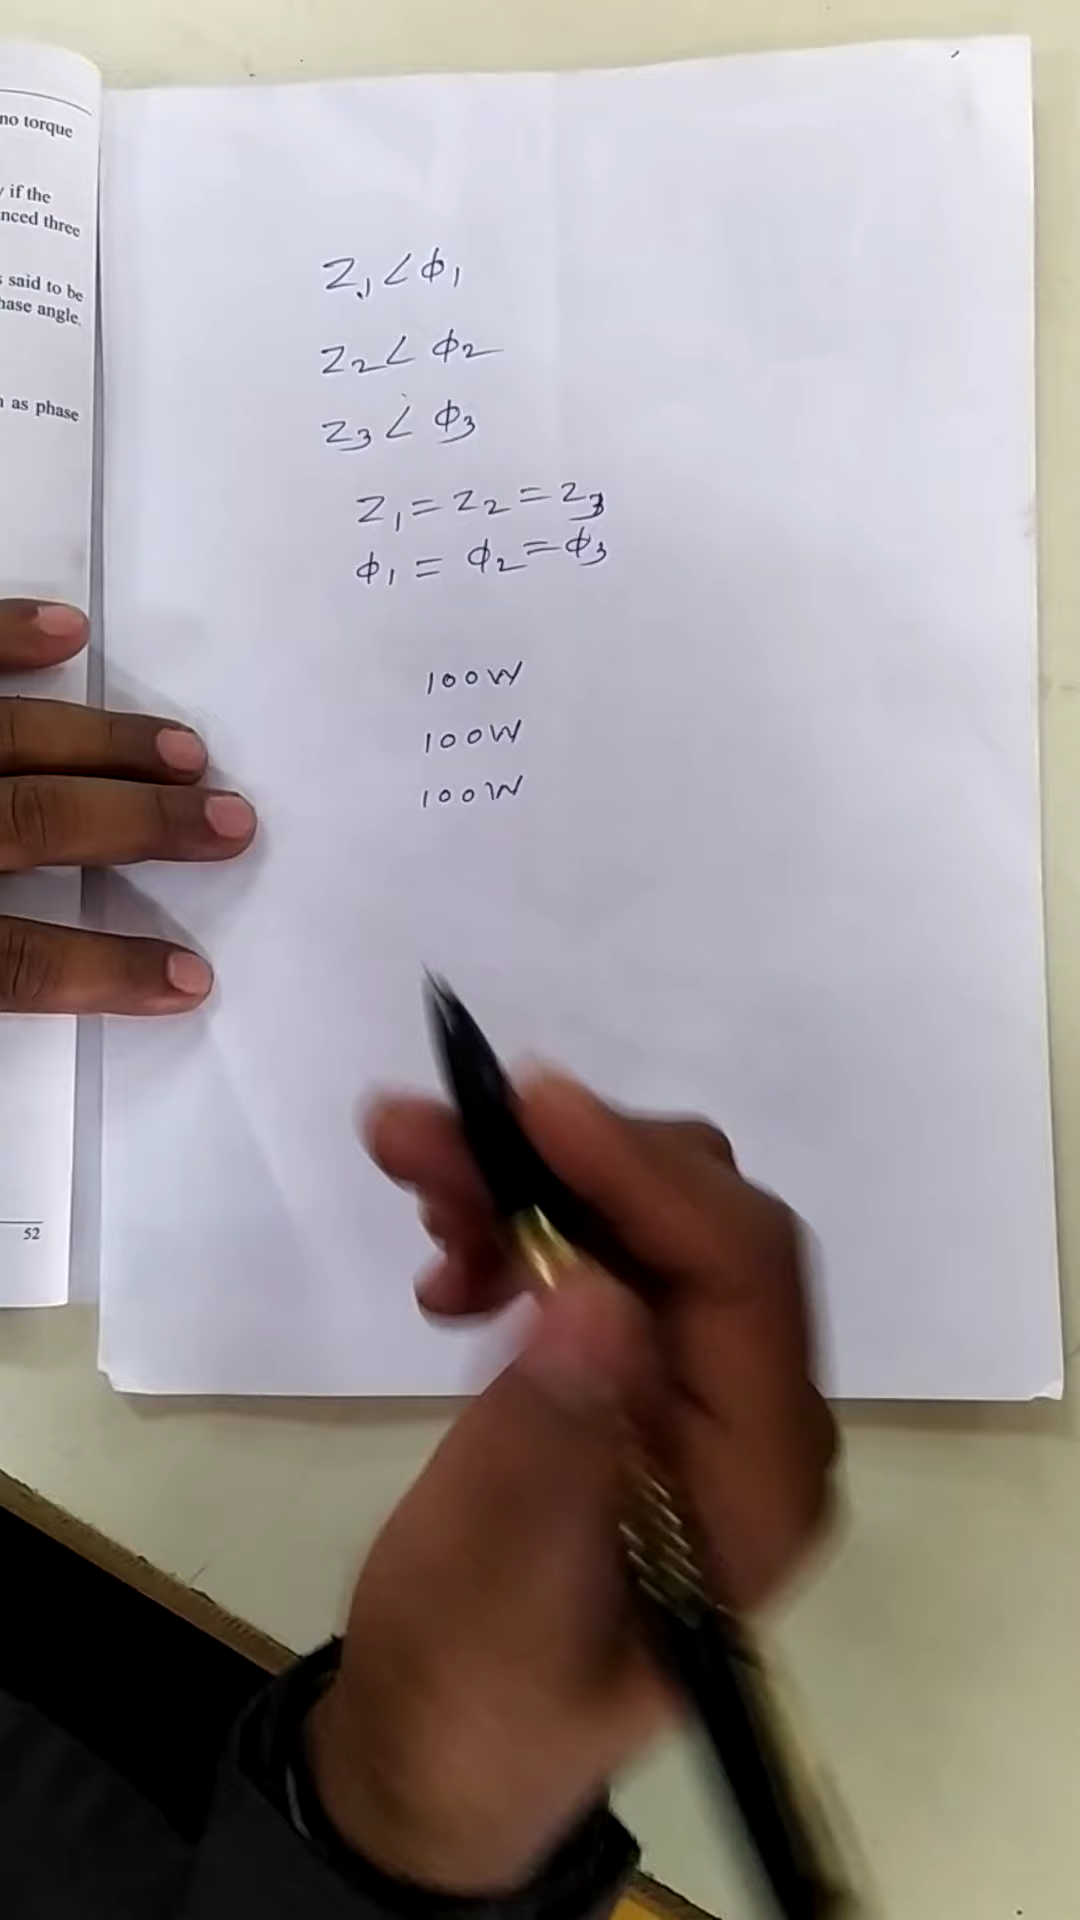 no torque
if the
nced three
said to be
hase angle.
as phase
52
Z₁∠ϕ₁
Z₂∠ϕ₂
Z₃∠ϕ₃
Z₁=Z₂=Z₃
ϕ₁=ϕ₂=ϕ₃
100W
100W
100W